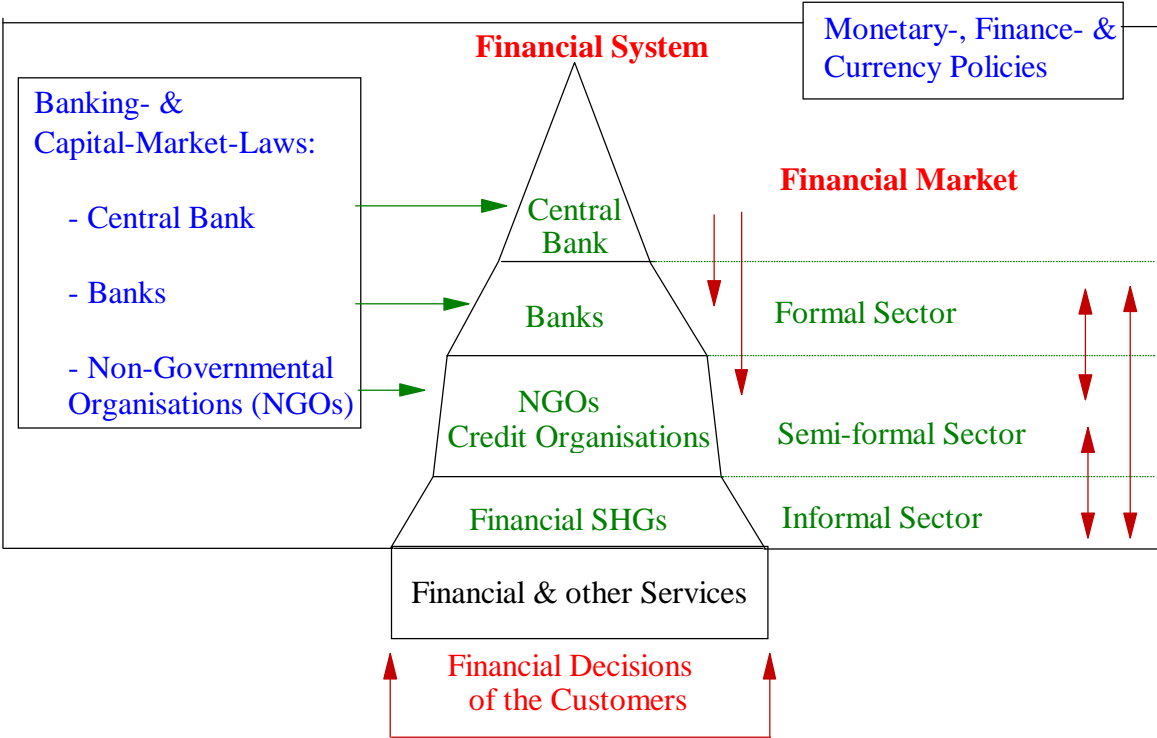 Monetary-, Finance- &
Currency Policies
Financial System
Banking- &
Capital-Market-Laws:
- Central Bank
- Banks
- Non-Governmental
Organisations (NGOs)
Financial Market
Central
Bank
Banks
Formal Sector
NGOs
Credit Organisations
Semi-formal Sector
Financial SHGs
Informal Sector
Financial & other Services
Financial Decisions
of the Customers